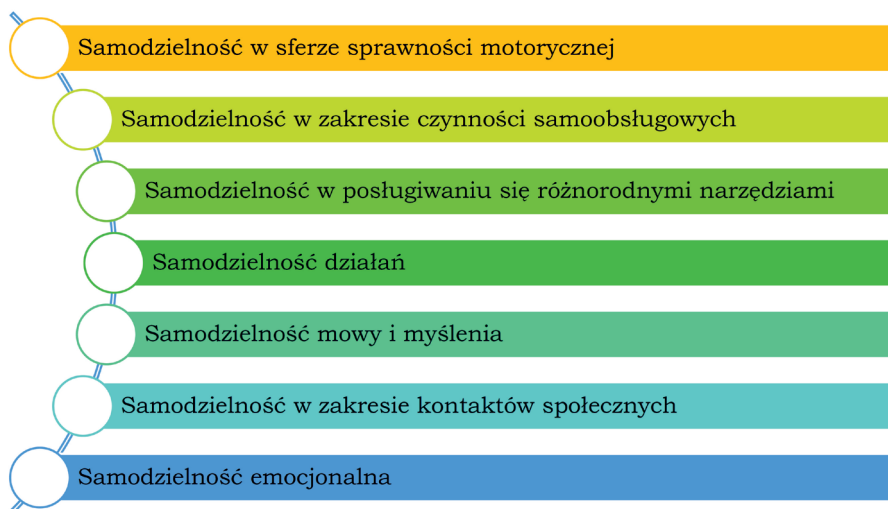 Samodzielność w sferze sprawności motorycznej
Samodzielność w zakresie czynności samoobsługowych
Samodzielność w posługiwaniu się różnorodnymi narzędziami
Samodzielność działań
Samodzielność mowy i myślenia
Samodzielność w zakresie kontaktów społecznych
Samodzielność emocjonalna